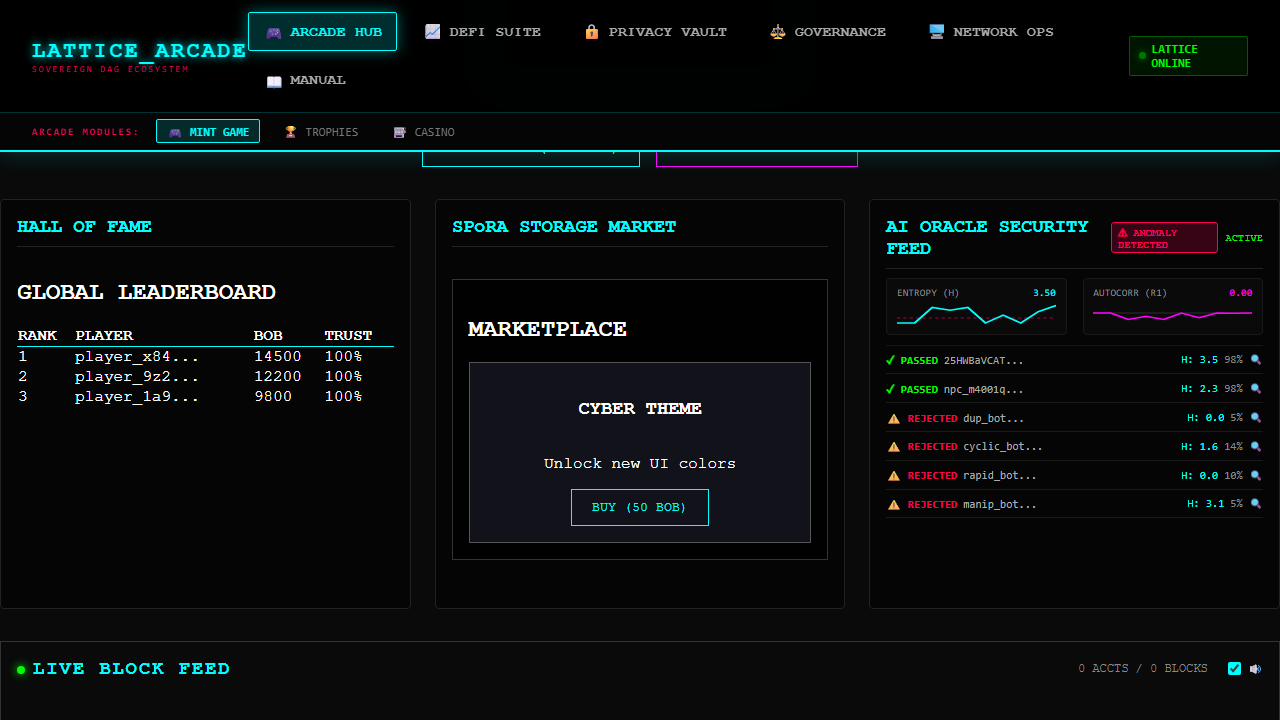 LATTICE_ARCADE
SOVEREIGN DAG ECOSYSTEM
ARCADE HUB
DEFI SUITE
PRIVACY VAULT
GOVERNANCE
NETWORK OPS
MANUAL
LATTICE
ONLINE
ARCADE MODULES:
MINT GAME
TROPHIES
CASINO
HALL OF FAME
GLOBAL LEADERBOARD
RANK PLAYER BOB TRUST
1 player_x84... 14500 100%
2 player_9z2... 12200 100%
3 player_1a9... 9800 100%
SPoRA STORAGE MARKET
MARKETPLACE
CYBER THEME
Unlock new UI colors
BUY (50 BOB)
AI ORACLE SECURITY
FEED
⚠ ANOMALY
DETECTED
ACTIVE
ENTROPY (H) 3.50
AUTOCORR (R1) 0.00
✓ PASSED 25HWBaVCAT... H: 3.5 98%
✓ PASSED npc_m4001q... H: 2.3 98%
⚠ REJECTED dup_bot... H: 0.0 5%
⚠ REJECTED cyclic_bot... H: 1.6 14%
⚠ REJECTED rapid_bot... H: 0.0 10%
⚠ REJECTED manip_bot... H: 3.1 5%
LIVE BLOCK FEED
0 ACCTS / 0 BLOCKS